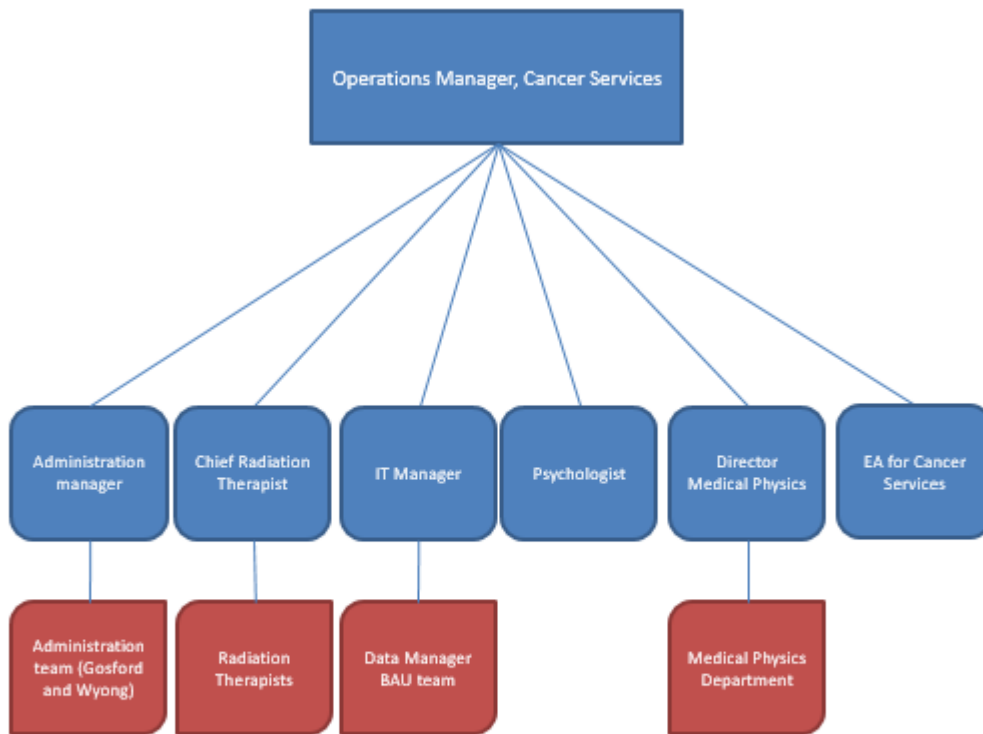 Operations Manager, Cancer Services
Administration
manager
Chief Radiation
Therapist
IT Manager
Psychologist
Director
Medical Physics
EA for Cancer
Services
Administration
team (Gosford
and Wyong)
Radiation
Therapists
Data Manager
BAU team
Medical Physics
Department